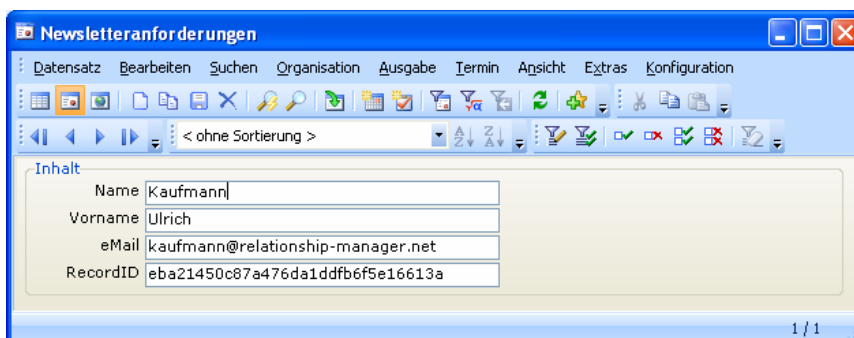 Newsletteranforderungen
Datensatz Bearbeiten Suchen Organisation Ausgabe Termin Ansicht Extras Konfiguration
< ohne Sortierung >
Inhalt
Name Kaufmann
Vorname Ulrich
eMail kaufmann@relationship-manager.net
RecordID eba21450c87a476da1ddfb6f5e16613a
1 / 1